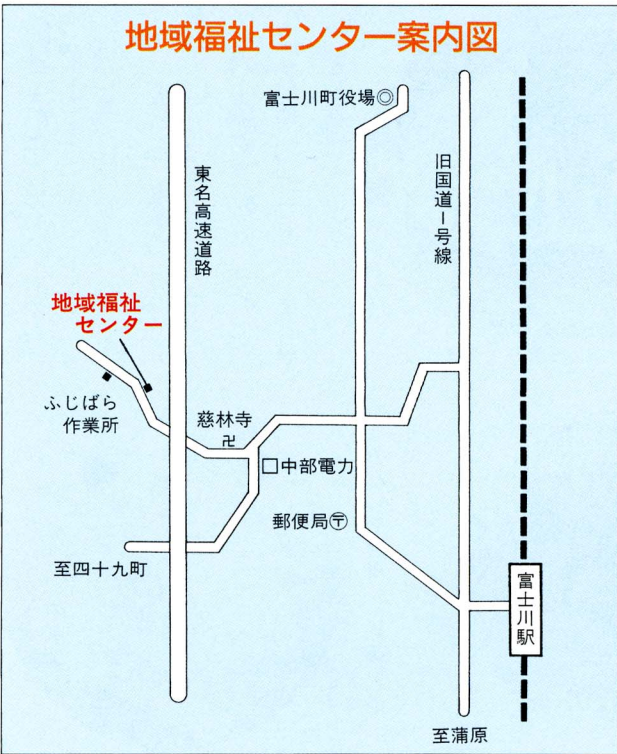 地域福祉センター案内図
富士川町役場◎
東名高速道路
旧国道1号線
地域福祉
センター
ふじばら
作業所
慈林寺
卍
□中部電力
郵便局〶
至四十九町
富士川駅
至蒲原